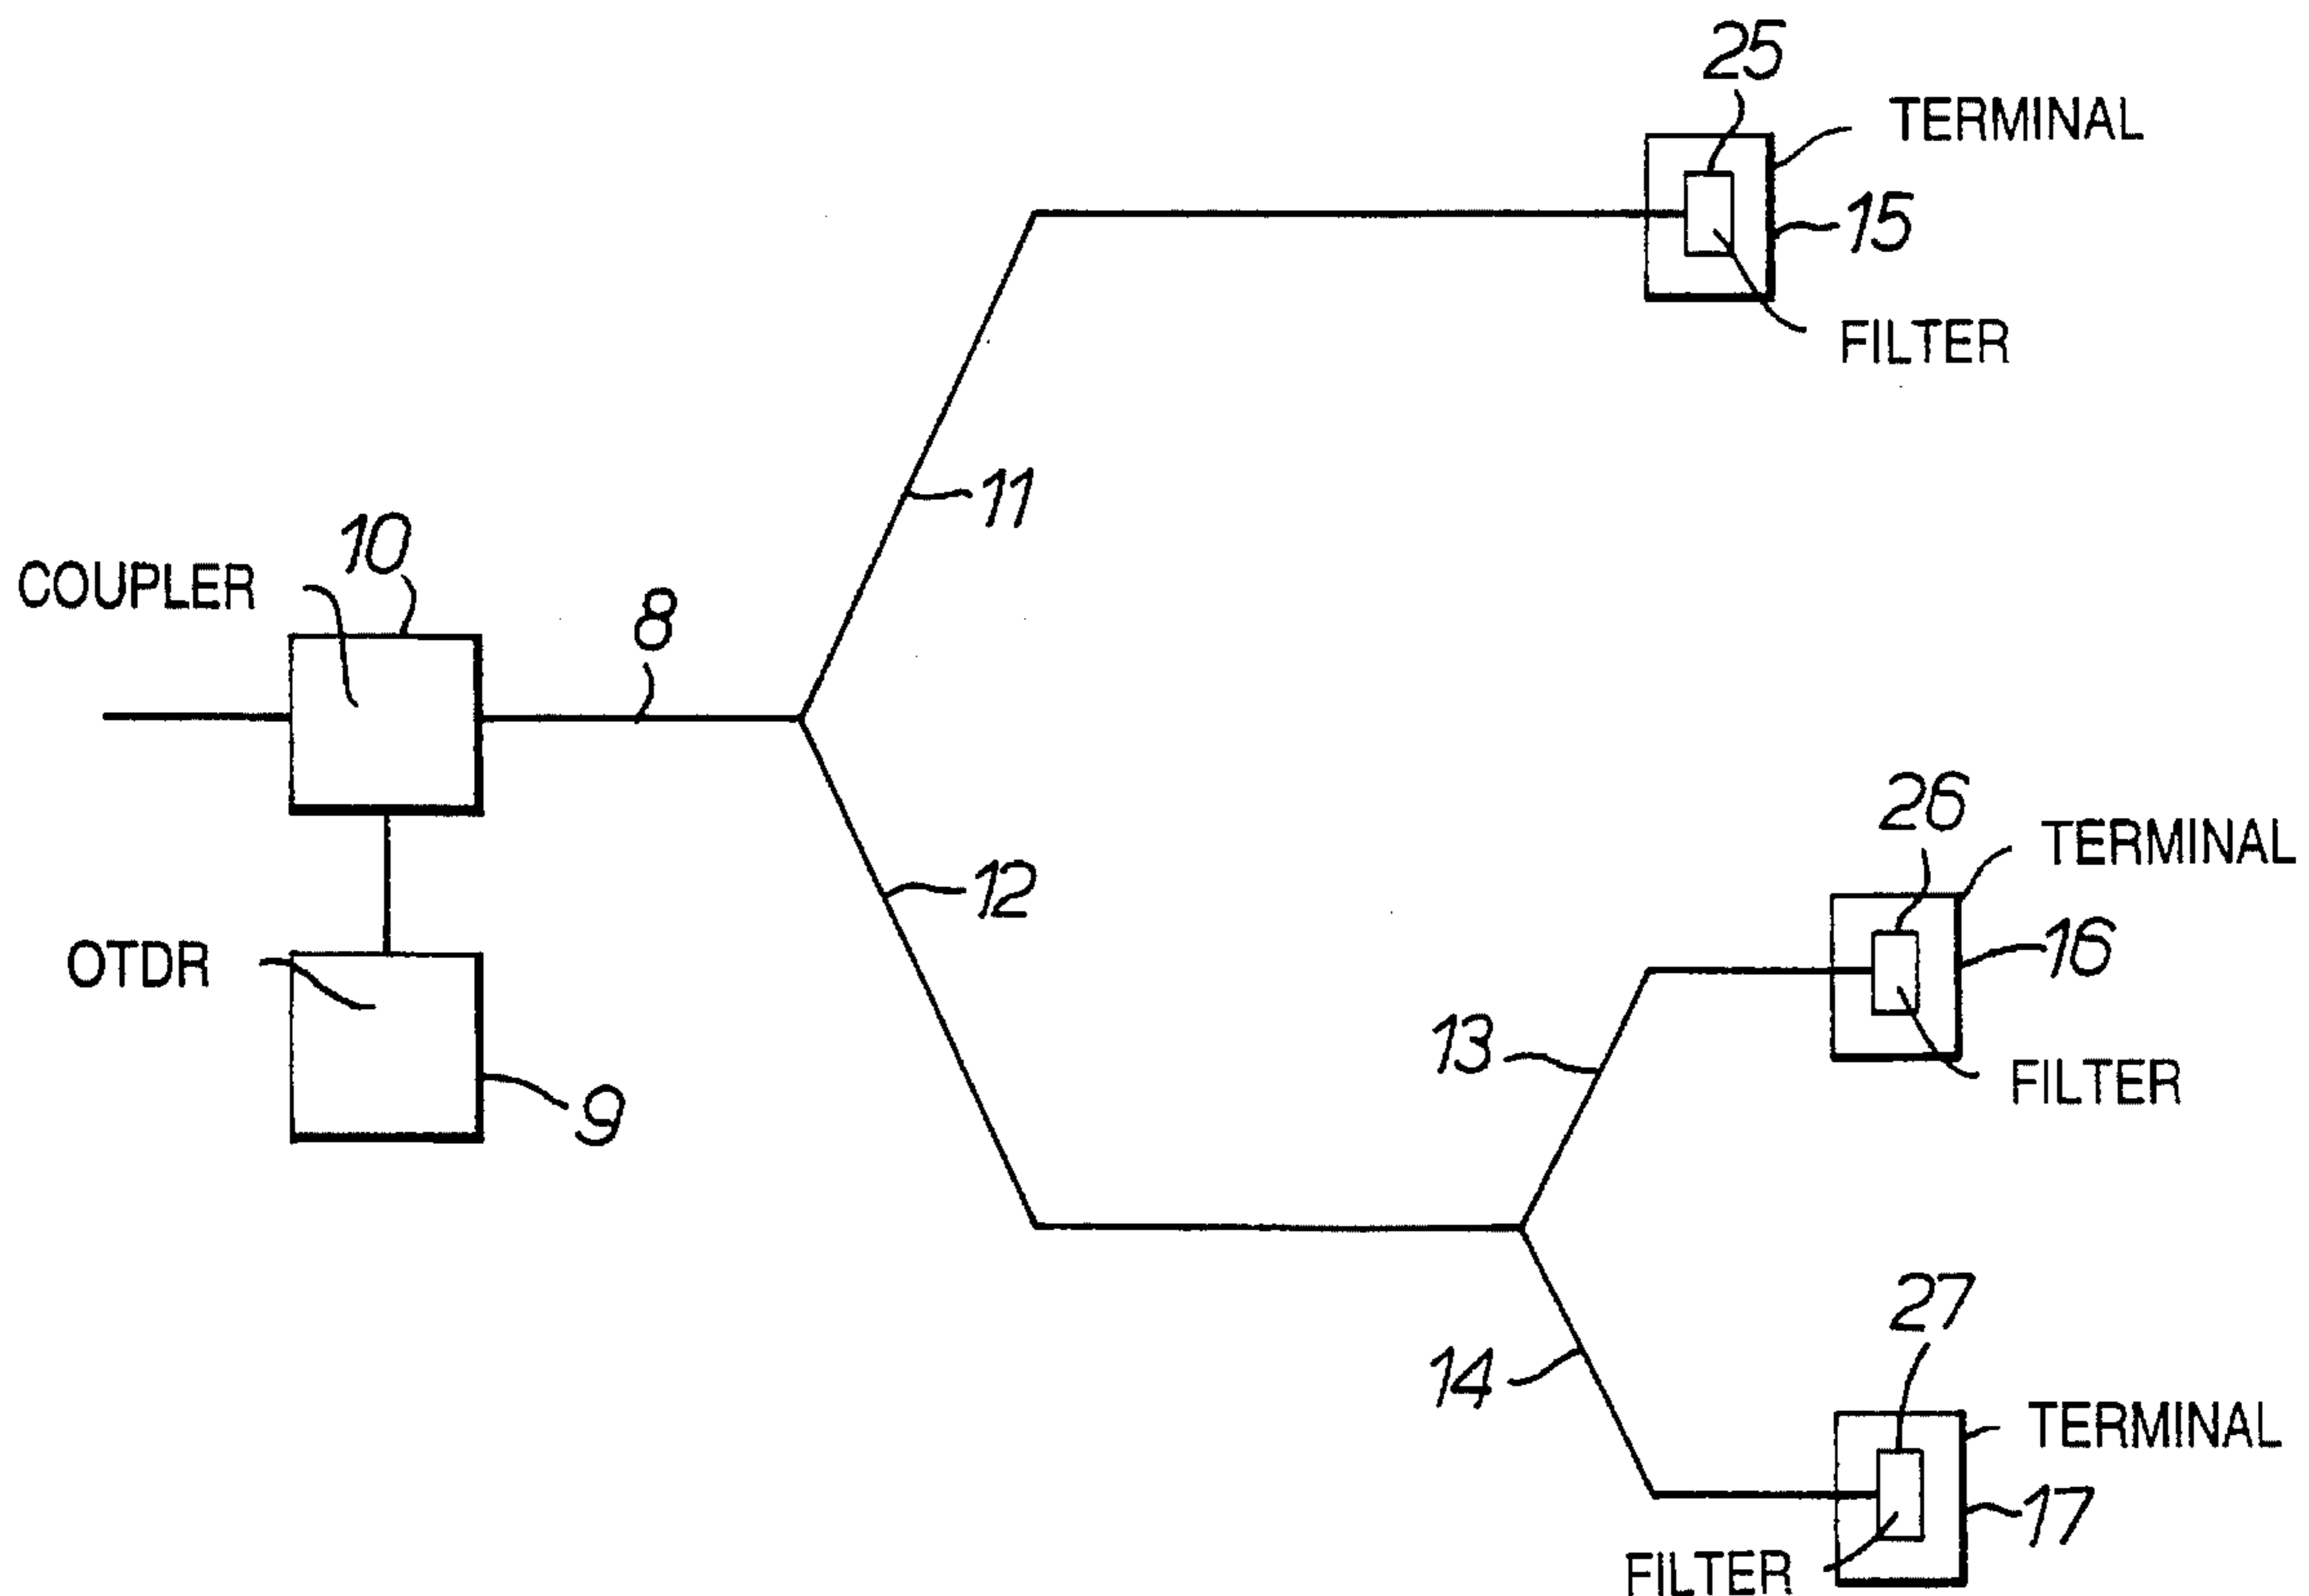 25
TERMINAL
15
FILTER
11
10
COUPLER
8
26
TERMINAL
12
16
OTDR
13
FILTER
9
27
14
TERMINAL
17
FILTER